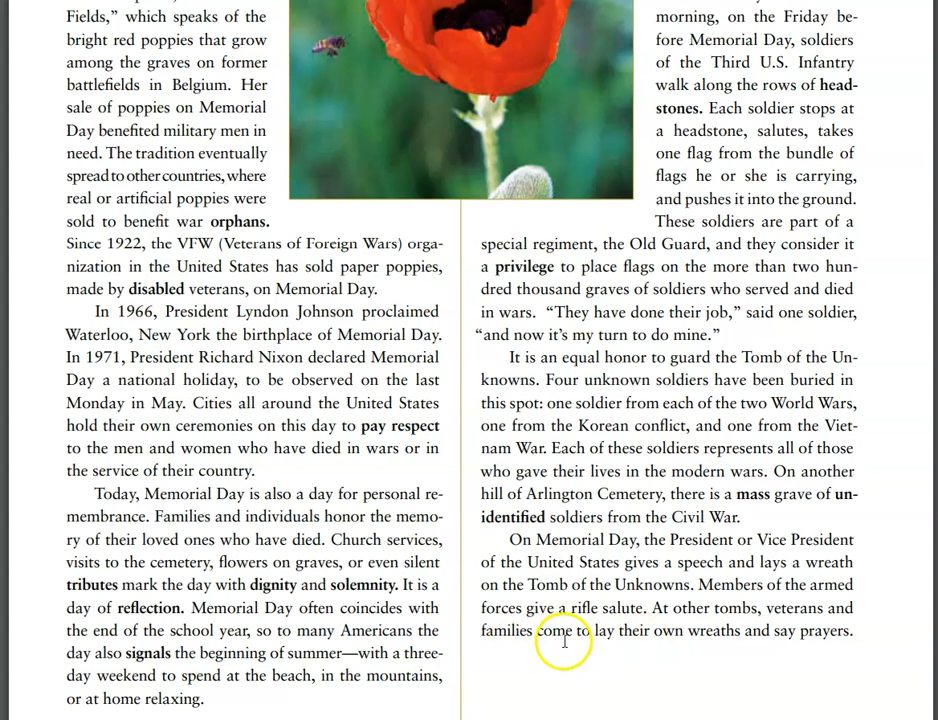 Fields,” which speaks of the
bright red poppies that grow
among the graves on former
battlefields in Belgium. Her
sale of poppies on Memorial
Day benefited military men in
need. The tradition eventually
spread to other countries, where
real or artificial poppies were
sold to benefit war orphans.
Since 1922, the VFW (Veterans of Foreign Wars) orga-
nization in the United States has sold paper poppies,
made by disabled veterans, on Memorial Day.
In 1966, President Lyndon Johnson proclaimed
Waterloo, New York the birthplace of Memorial Day.
In 1971, President Richard Nixon declared Memorial
Day a national holiday, to be observed on the last
Monday in May. Cities all around the United States
hold their own ceremonies on this day to pay respect
to the men and women who have died in wars or in
the service of their country.
Today, Memorial Day is also a day for personal re-
membrance. Families and individuals honor the memo-
ry of their loved ones who have died. Church services,
visits to the cemetery, flowers on graves, or even silent
tributes mark the day with dignity and solemnity. It is a
day of reflection. Memorial Day often coincides with
the end of the school year, so to many Americans the
day also signals the beginning of summer—with a three-
day weekend to spend at the beach, in the mountains,
or at home relaxing.
morning, on the Friday be-
fore Memorial Day, soldiers
of the Third U.S. Infantry
walk along the rows of head-
stones. Each soldier stops at
a headstone, salutes, takes
one flag from the bundle of
flags he or she is carrying,
and pushes it into the ground.
These soldiers are part of a
special regiment, the Old Guard, and they consider it
a privilege to place flags on the more than two hun-
dred thousand graves of soldiers who served and died
in wars. “They have done their job,” said one soldier,
“and now it’s my turn to do mine.”
It is an equal honor to guard the Tomb of the Un-
knowns. Four unknown soldiers have been buried in
this spot: one soldier from each of the two World Wars,
one from the Korean conflict, and one from the Viet-
nam War. Each of these soldiers represents all of those
who gave their lives in the modern wars. On another
hill of Arlington Cemetery, there is a mass grave of un-
identified soldiers from the Civil War.
On Memorial Day, the President or Vice President
of the United States gives a speech and lays a wreath
on the Tomb of the Unknowns. Members of the armed
forces give a rifle salute. At other tombs, veterans and
families come to lay their own wreaths and say prayers.